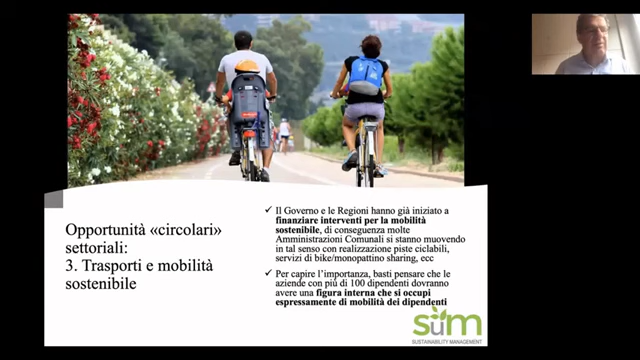 Opportunità «circolari»
settoriali:
3. Trasporti e mobilità
sostenibile
✓ Il Governo e le Regioni hanno già iniziato a
finanziare interventi per la mobilità
sostenibile, di conseguenza molte
Amministrazioni Comunali si stanno muovendo
in tal senso con realizzazione piste ciclabili,
servizi di bike/monopattino sharing, ecc
✓ Per capire l'importanza, basti pensare che le
aziende con più di 100 dipendenti dovranno
avere una figura interna che si occupi
espressamente di mobilità dei dipendenti
sum
SUSTAINABILITY MANAGEMENT